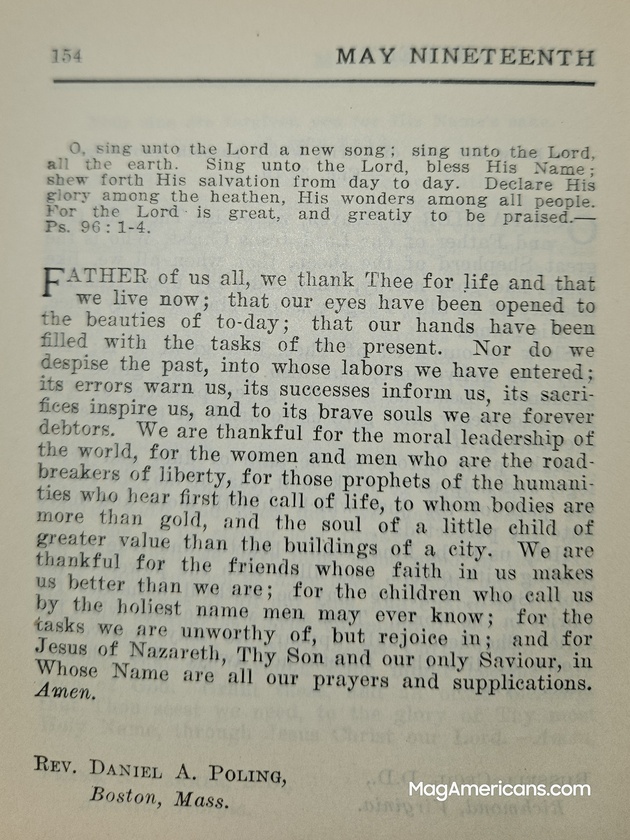 154 MAY NINETEENTH
O, sing unto the Lord a new song; sing unto the Lord,
all the earth. Sing unto the Lord, bless His Name;
shew forth His salvation from day to day. Declare His
glory among the heathen, His wonders among all people.
For the Lord is great, and greatly to be praised.—
Ps. 96:1-4.
FATHER of us all, we thank Thee for life and that
we live now; that our eyes have been opened to
the beauties of to-day; that our hands have been
filled with the tasks of the present. Nor do we
despise the past, into whose labors we have entered;
its errors warn us, its successes inform us, its sacri-
fices inspire us, and to its brave souls we are forever
debtors. We are thankful for the moral leadership of
the world, for the women and men who are the road-
breakers of liberty, for those prophets of the humani-
ties who hear first the call of life, to whom bodies are
more than gold, and the soul of a little child of
greater value than the buildings of a city. We are
thankful for the friends whose faith in us makes
us better than we are; for the children who call us
by the holiest name men may ever know; for the
tasks we are unworthy of, but rejoice in; and for
Jesus of Nazareth, Thy Son and our only Saviour, in
Whose Name are all our prayers and supplications.
Amen.
REV. DANIEL A. POLING,
Boston, Mass.
MagAmericans.com